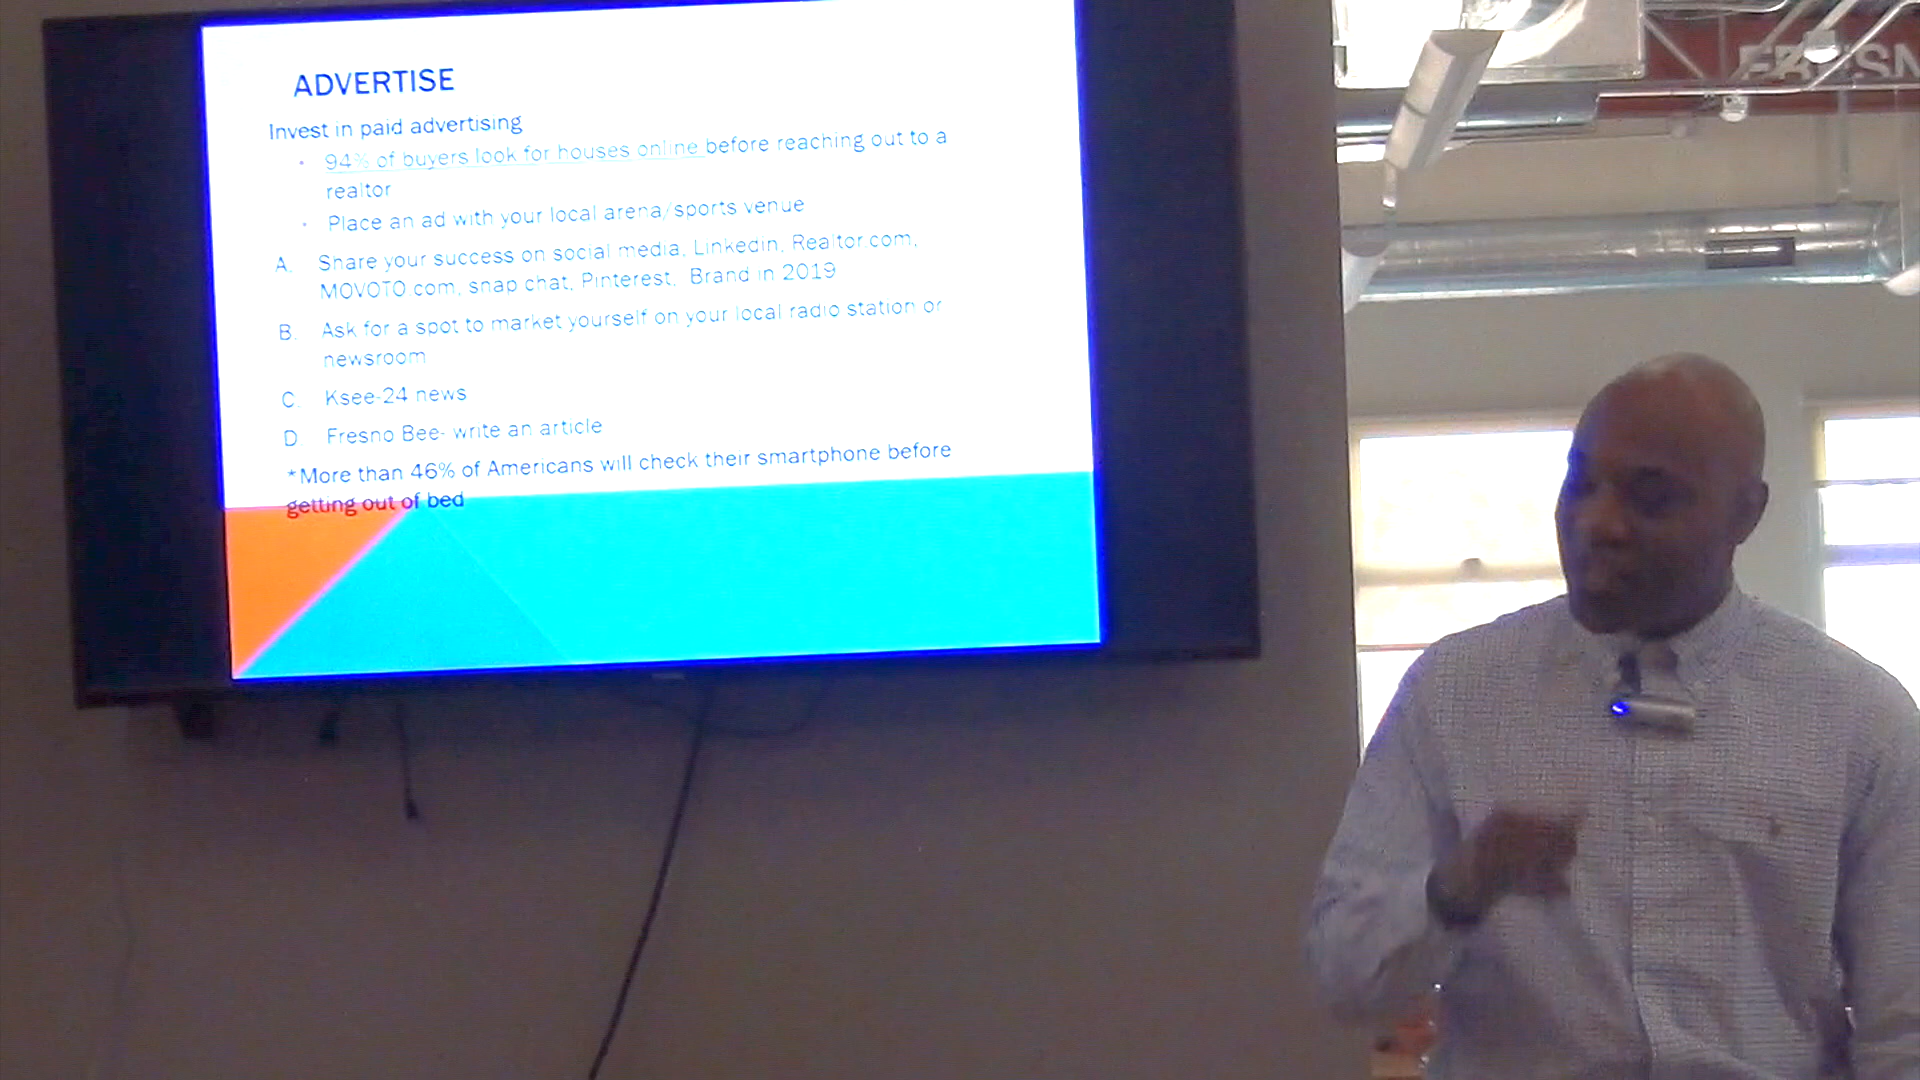 ADVERTISE
Invest in paid advertising
• 94% of buyers look for houses online before reaching out to a
realtor
• Place an ad with your local arena/sports venue
A. Share your success on social media, Linkedin, Realtor.com,
MOVOTO.com, snap chat, Pinterest, Brand in 2019
B. Ask for a spot to market yourself on your local radio station or
newsroom
C. Ksee-24 news
D. Fresno Bee- write an article
*More than 46% of Americans will check their smartphone before
getting out of bed